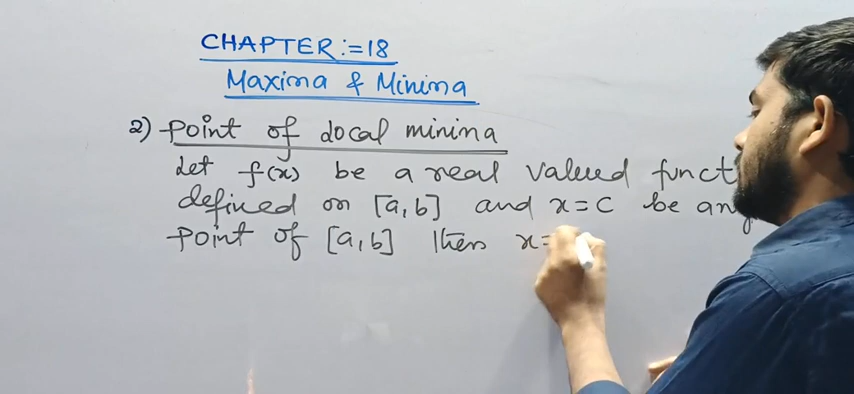 CHAPTER:=18
Maxima & Minima
2) Point of local minima
Let f(x) be a real valued funct
defined on [a,b] and x=c be any
Point of [a,b] then x=